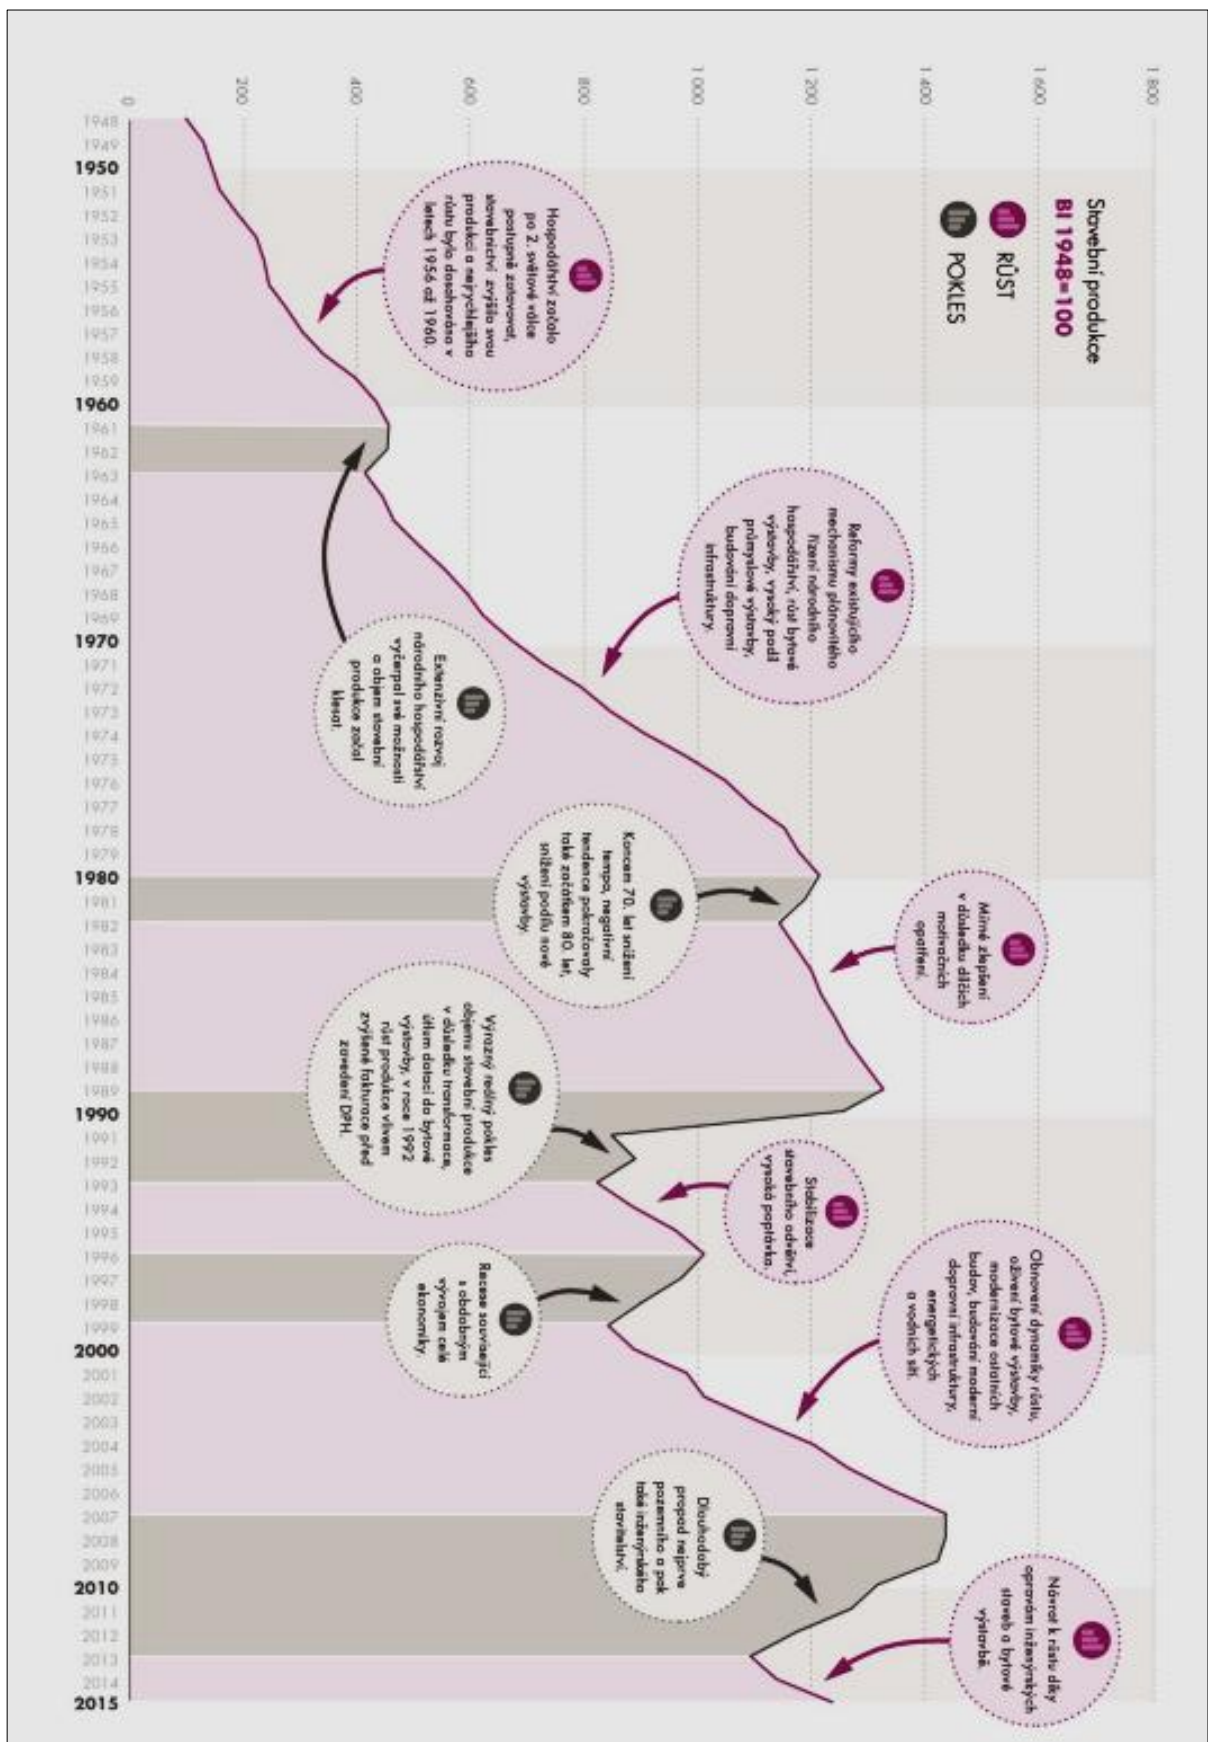 Stavební produkce
BI 1948=100
RŮST
POKLES
1 800
1 600
1 400
1 200
1 000
800
600
400
200
0
Hospodářství začalo
po 2. světové válce
postupně zotavovat,
stavebnictví zvýšilo svou
produkci a nejrychlejšího
růstu bylo dosahováno v
letech 1956 až 1960.
Reformy existujícího
mechanismu plánovitého
řízení národního
hospodářství, růst bytové
výstavby, vysoký podíl
průmyslové výstavby,
budování dopravní
infrastruktury.
Extenzivní rozvoj
národního hospodářství
vyčerpal své možnosti
a objem stavební
produkce začal
klesat.
Koncem 70. let snížení
tempa, negativní
tendence pokračovaly
také začátkem 80. let,
snížení podílu nové
výstavby.
Mírné zlepšení
v důsledku dílčích
motivačních
opatření.
Výrazný reálný pokles
objemu stavební produkce
v důsledku transformace,
útlum dotací do bytové
výstavby, v roce 1992
růst produkce vlivem
zvýšené fakturace před
zavedení DPH.
Stabilizace
stavebního odvětví,
vysoká poptávka.
Recese související
s obdobným
vývojem celé
ekonomiky.
Obnovení dynamiky růstu,
oživení bytové výstavby,
modernizace ostatních
budov, budování moderní
dopravní infrastruktury,
energetických
a vodních sítí.
Dlouhodobý
propad nejprve
pozemního a pak
také inženýrského
stavitelství.
Návrat k růstu díky
opravám inženýrských
staveb a bytové
výstavbě.
1948
1949
1950
1951
1952
1953
1954
1955
1956
1957
1958
1959
1960
1961
1962
1963
1964
1965
1966
1967
1968
1969
1970
1971
1972
1973
1974
1975
1976
1977
1978
1979
1980
1981
1982
1983
1984
1985
1986
1987
1988
1989
1990
1991
1992
1993
1994
1995
1996
1997
1998
1999
2000
2001
2002
2003
2004
2005
2006
2007
2008
2009
2010
2011
2012
2013
2014
2015